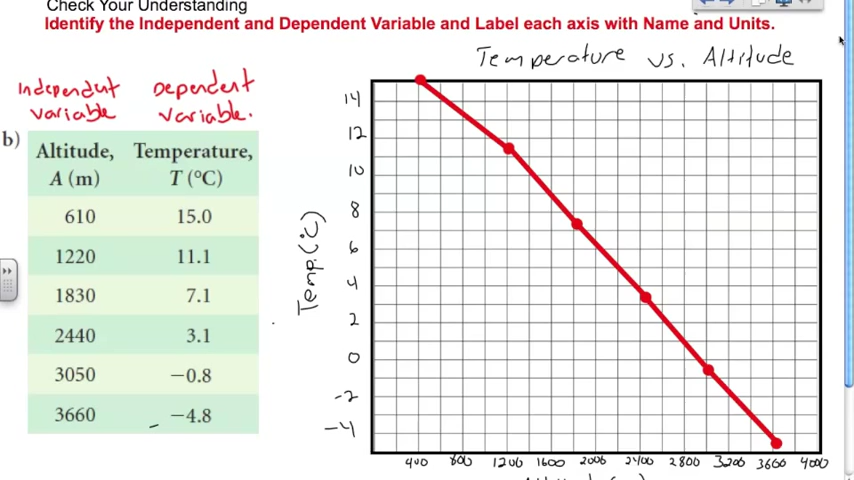 Check Your Understanding
Identify the Independent and Dependent Variable and Label each axis with Name and Units.
Temperature vs. Altitude
Independent variable
Dependent variable.
b)
Altitude, A (m) Temperature, T (°C)
610 15.0
1220 11.1
1830 7.1
2440 3.1
3050 −0.8
3660 −4.8
Temp.(°C)
14
12
10
8
6
4
2
0
-2
-4
400 800 1200 1600 2000 2400 2800 3200 3600 4000